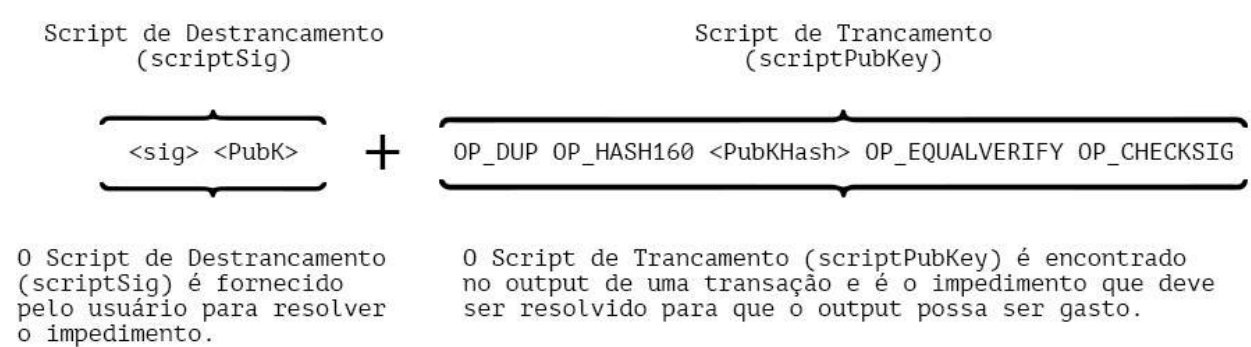 Script de Destrancamento
(scriptSig)
Script de Trancamento
(scriptPubKey)
<sig> <PubK>
+
OP_DUP OP_HASH160 <PubKHash> OP_EQUALVERIFY OP_CHECKSIG
O Script de Destrancamento
(scriptSig) é fornecido
pelo usuário para resolver
o impedimento.
O Script de Trancamento (scriptPubKey) é encontrado
no output de uma transação e é o impedimento que deve
ser resolvido para que o output possa ser gasto.